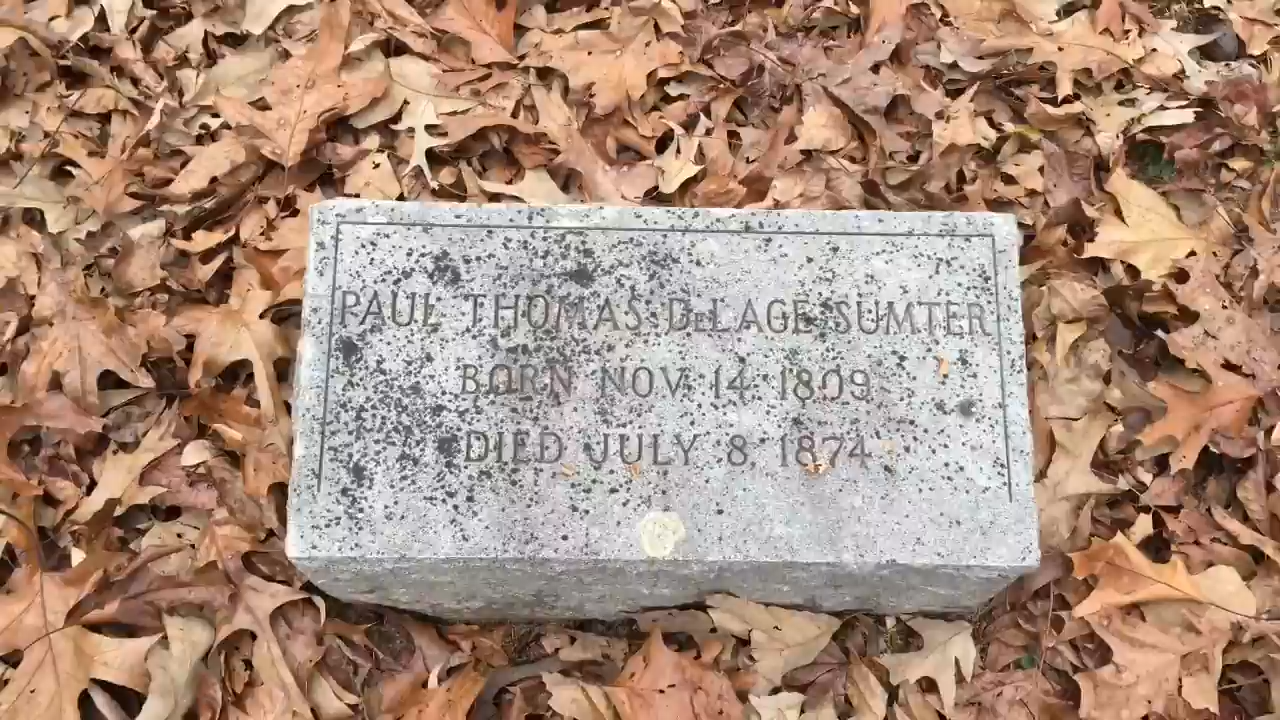 PAUL THOMAS DeLAGE SUMTER
BORN NOV. 14, 1809
DIED JULY 8, 1874